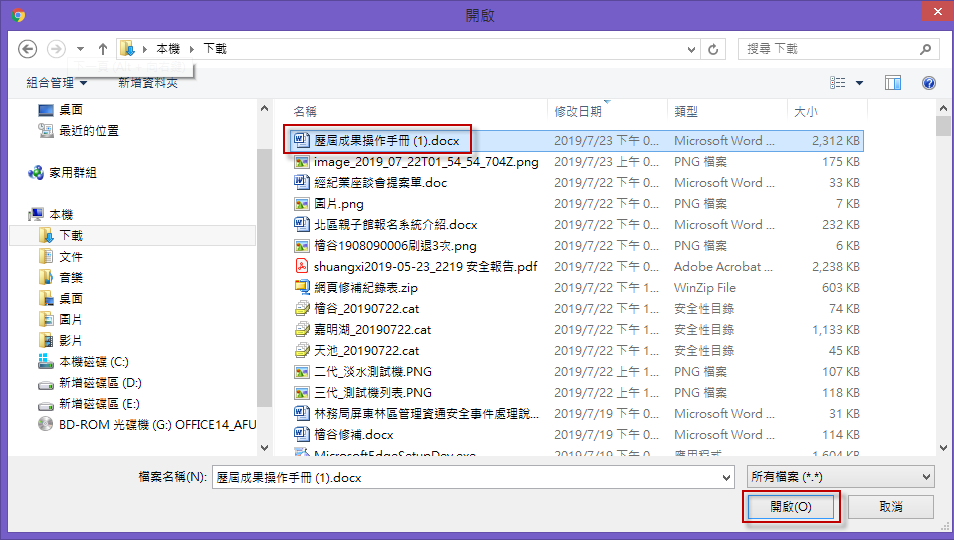 開啟
本機 下載
搜尋 下載
組合管理 新增資料夾
桌面
最近的位置
家用群組
本機
下載
文件
音樂
桌面
圖片
影片
本機磁碟 (C:)
新增磁碟區 (D:)
新增磁碟區 (E:)
BD-ROM 光碟機 (G:) OFFICE14_AFU
名稱 修改日期 類型 大小
歷屆成果操作手冊 (1).docx 2019/7/23 下午 0... Microsoft Word ... 2,312 KB
image_2019_07_22T01_54_54_704Z.png 2019/7/23 上午 0... PNG 檔案 175 KB
經紀業座談會提案單.doc 2019/7/22 下午 0... Microsoft Word ... 33 KB
圖片.png 2019/7/22 下午 0... PNG 檔案 7 KB
北區親子館報名系統介紹.docx 2019/7/22 下午 0... Microsoft Word ... 232 KB
檜谷1908090006刷退3次.png 2019/7/22 下午 0... PNG 檔案 6 KB
shuangxi2019-05-23_2219 安全報告.pdf 2019/7/22 下午 0... Adobe Acrobat ... 2,238 KB
網頁修補紀錄表.zip 2019/7/22 下午 1... WinZip File 603 KB
檜谷_20190722.cat 2019/7/22 下午 1... 安全性目錄 74 KB
嘉明湖_20190722.cat 2019/7/22 下午 1... 安全性目錄 1,133 KB
天池_20190722.cat 2019/7/22 下午 1... 安全性目錄 45 KB
二代_淡水測試機.PNG 2019/7/22 上午 1... PNG 檔案 107 KB
三代_測試機列表.PNG 2019/7/22 上午 1... PNG 檔案 118 KB
林務局屏東林區管理資通安全事件處理說... 2019/7/19 下午 0... Microsoft Word ... 31 KB
檜谷修補.docx 2019/7/19 下午 0... Microsoft Word ... 114 KB
MicrosoftEdgeSetupDev.exe 2019/7/19 下午 0... 應用程式 1,604 KB
檔案名稱(N): 歷屆成果操作手冊 (1).docx 所有檔案 (*.*)
開啟(O) 取消